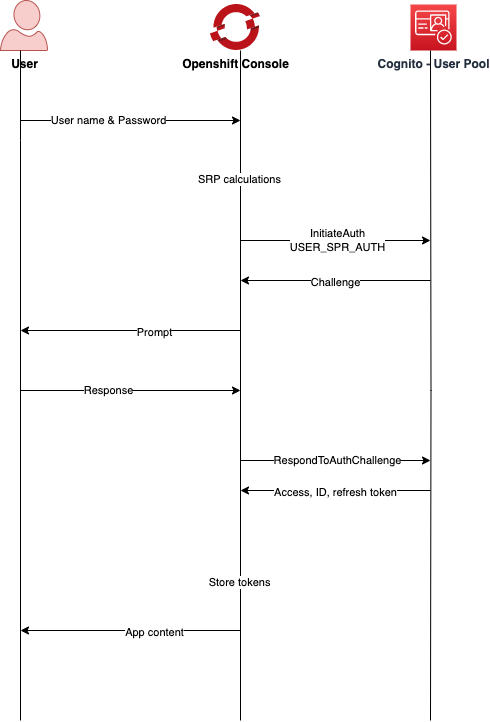 User
Openshift Console
Cognito - User Pool
User name & Password
SRP calculations
InitiateAuth
USER_SPR_AUTH
Challenge
Prompt
Response
RespondToAuthChallenge
Access, ID, refresh token
Store tokens
App content